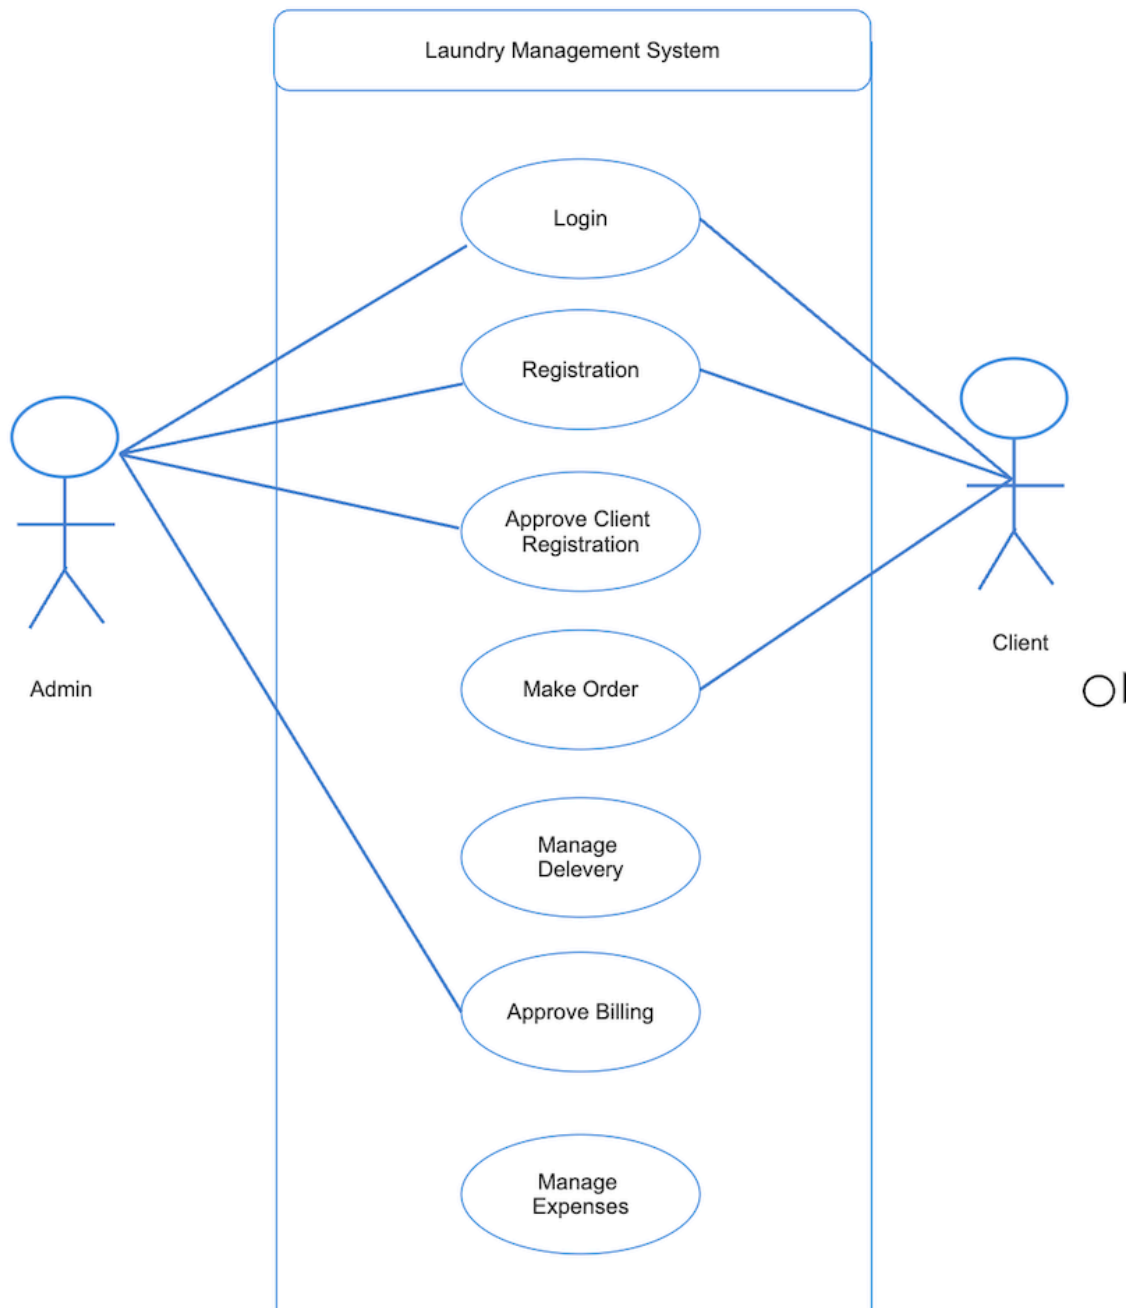 Laundry Management System
Login
Registration
Approve Client
Registration
Make Order
Manage
Delevery
Approve Billing
Manage
Expenses
Admin
Client